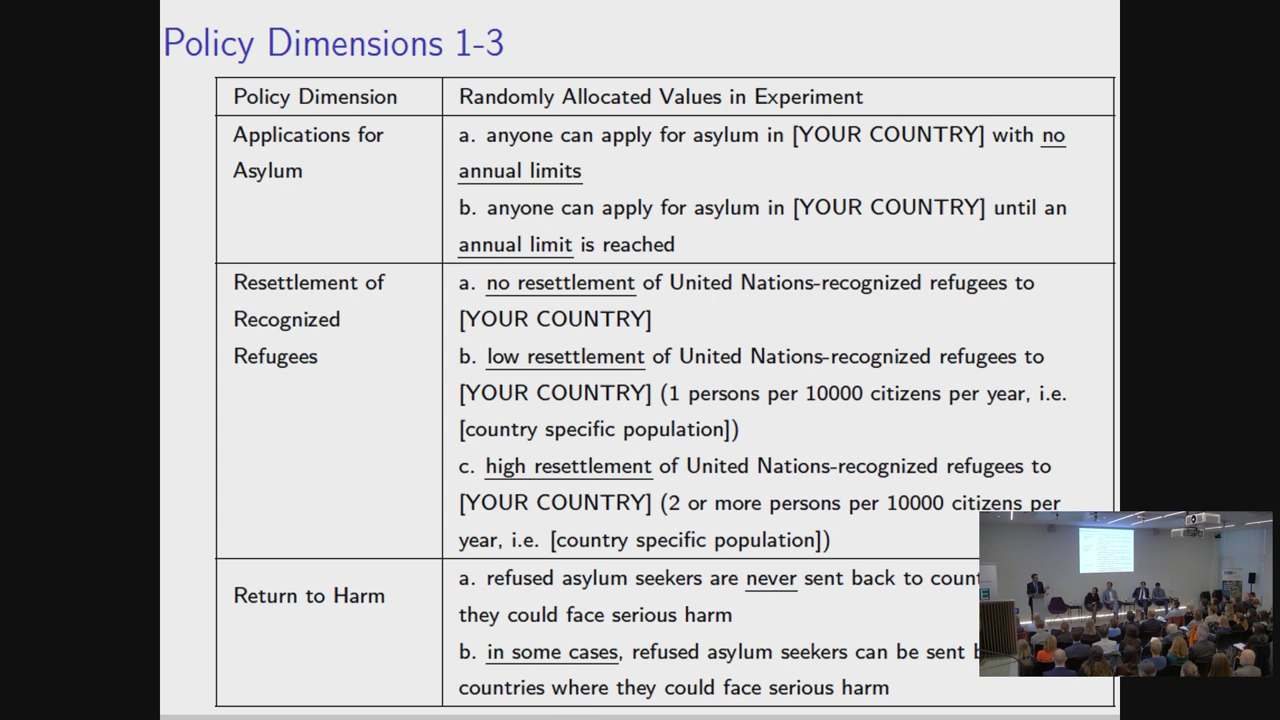 Policy Dimensions 1-3
Policy Dimension
Randomly Allocated Values in Experiment
Applications for
Asylum
a. anyone can apply for asylum in [YOUR COUNTRY] with no
annual limits
b. anyone can apply for asylum in [YOUR COUNTRY] until an
annual limit is reached
Resettlement of
Recognized
Refugees
a. no resettlement of United Nations-recognized refugees to
[YOUR COUNTRY]
b. low resettlement of United Nations-recognized refugees to
[YOUR COUNTRY] (1 persons per 10000 citizens per year, i.e.
[country specific population])
c. high resettlement of United Nations-recognized refugees to
[YOUR COUNTRY] (2 or more persons per 10000 citizens per
year, i.e. [country specific population])
Return to Harm
a. refused asylum seekers are never sent back to
they could face serious harm
b. in some cases, refused asylum seekers can be sent
countries where they could face serious harm